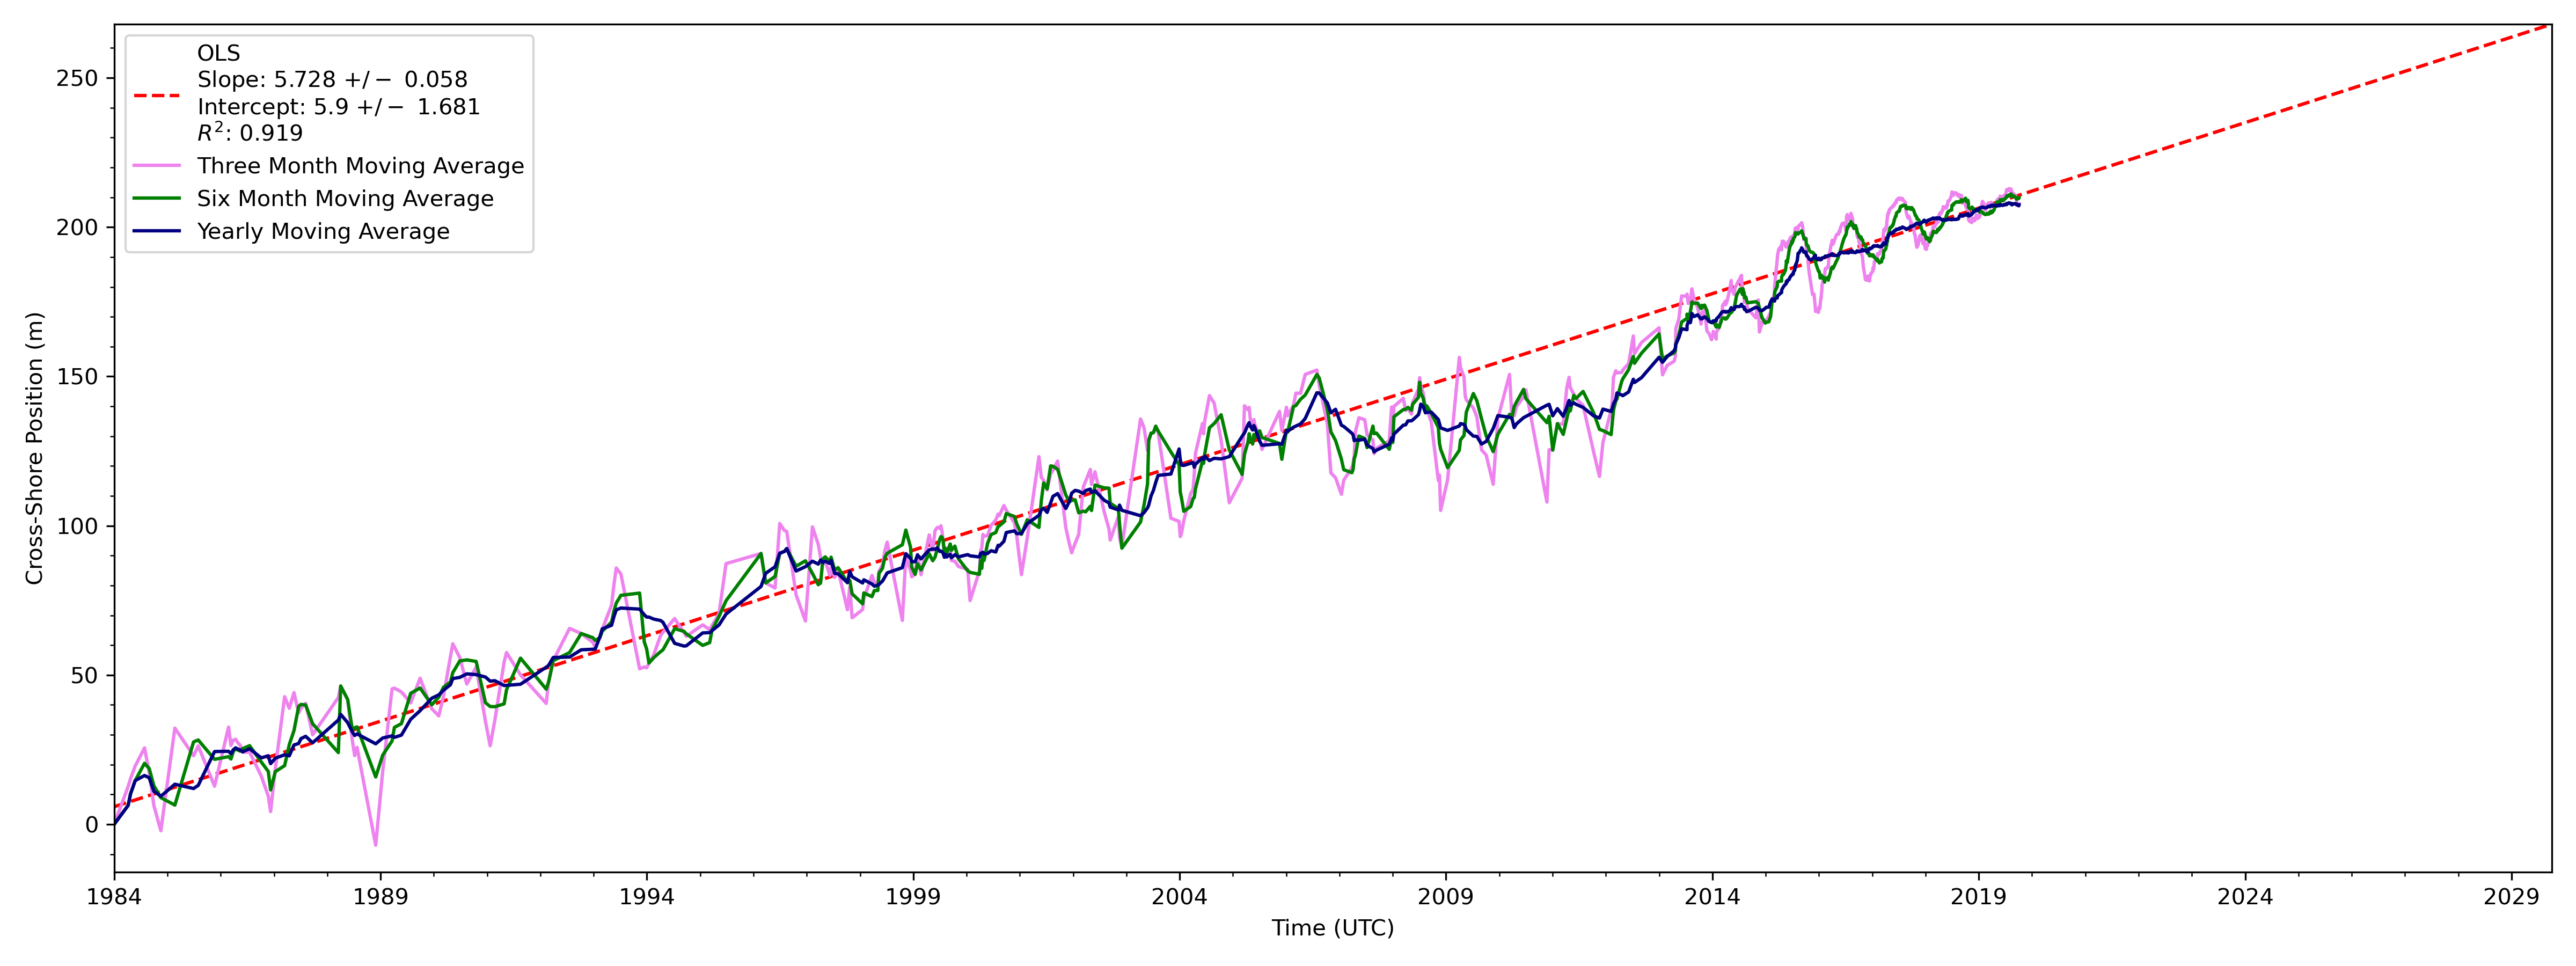 OLS
Slope: 5.728 +/− 0.058
Intercept: 5.9 +/− 1.681
R²: 0.919
Three Month Moving Average
Six Month Moving Average
Yearly Moving Average
250
200
150
100
50
0
Cross-Shore Position (m)
1984 1989 1994 1999 2004 2009 2014 2019 2024 2029
Time (UTC)